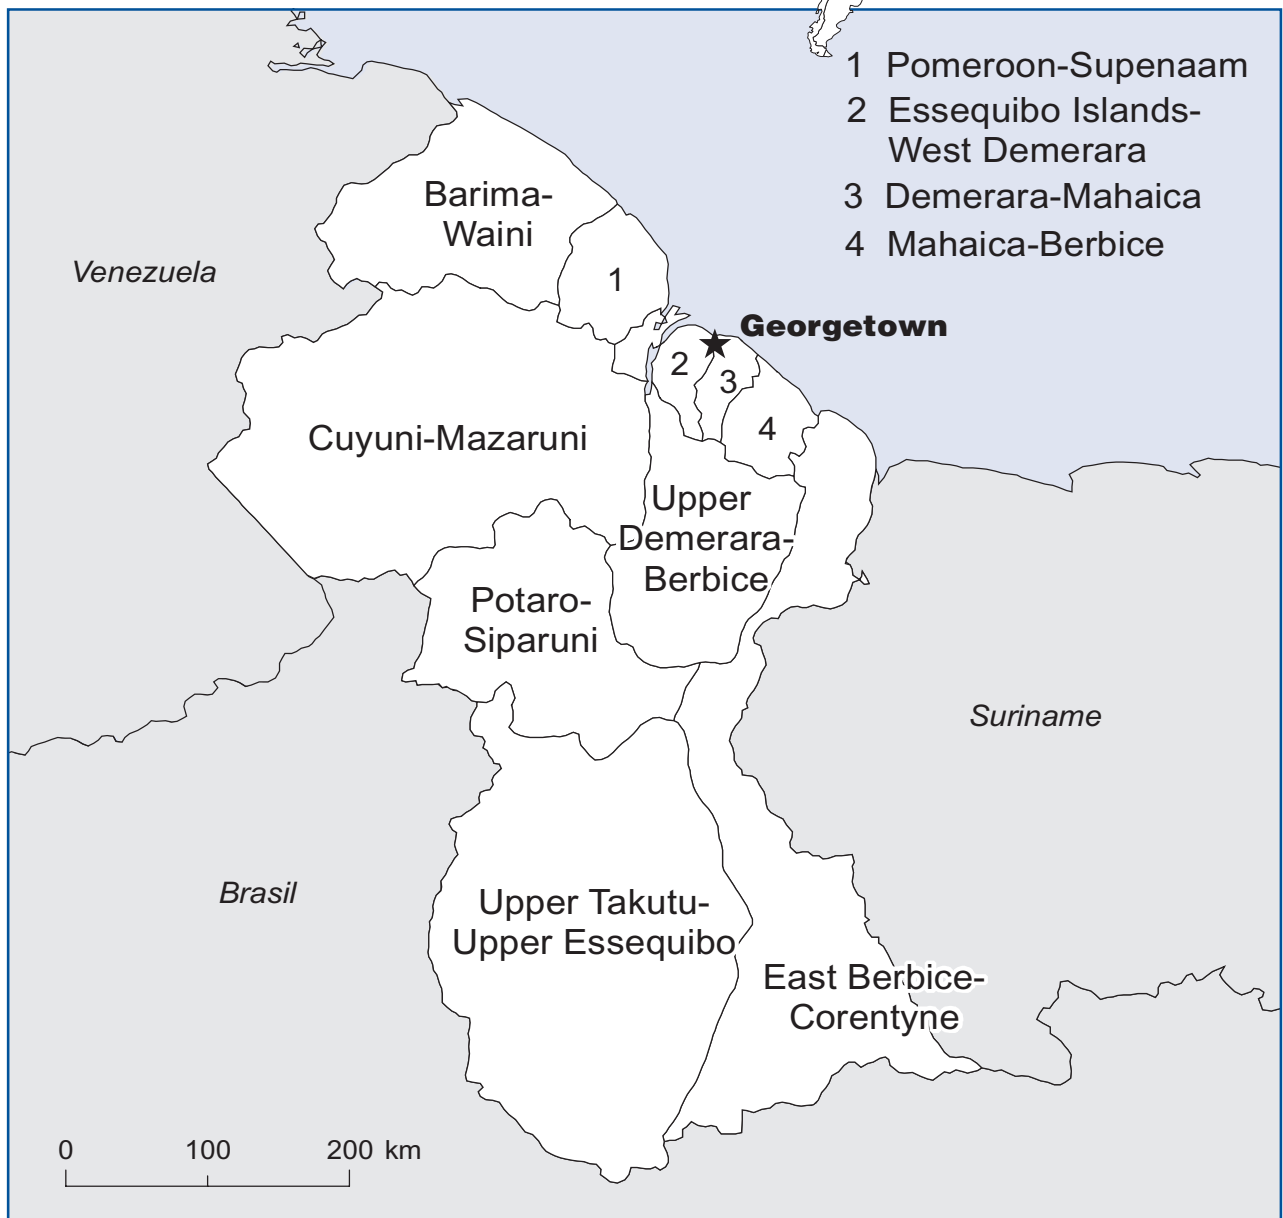 1 Pomeroon-Supenaam
2 Essequibo Islands-
West Demerara
3 Demerara-Mahaica
4 Mahaica-Berbice
Barima-
Waini
Venezuela
1
Georgetown
2
3
4
Cuyuni-Mazaruni
Upper
Demerara-
Berbice
Potaro-
Siparuni
Suriname
Brasil
Upper Takutu-
Upper Essequibo
East Berbice-
Corentyne
0 100 200 km